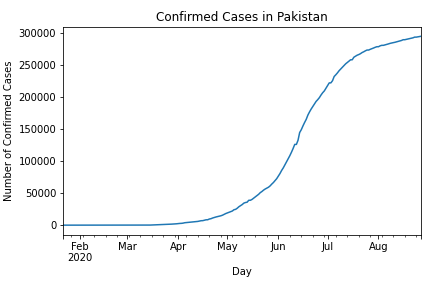 Confirmed Cases in Pakistan
Number of Confirmed Cases
300000
250000
200000
150000
100000
50000
0
Feb Mar Apr May Jun Jul Aug
2020
Day